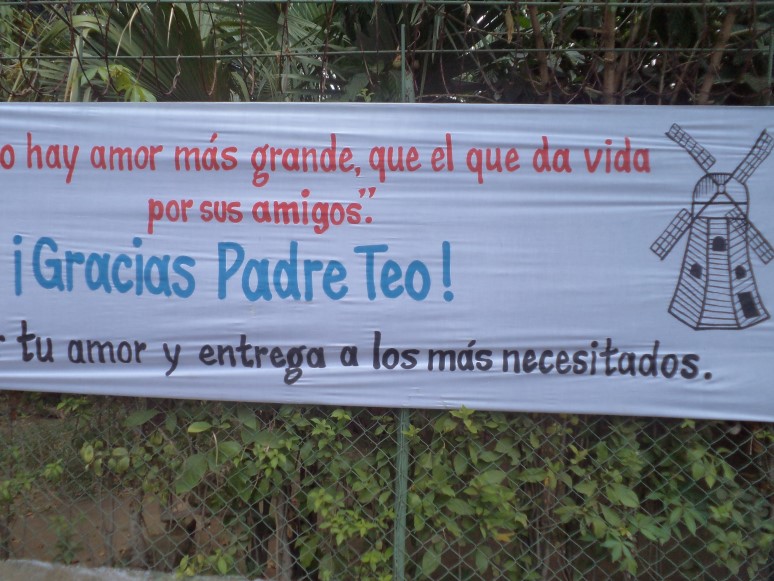 o hay amor más grande, que el que da vida
por sus amigos".
¡Gracias Padre Teo!
tu amor y entrega a los más necesitados.